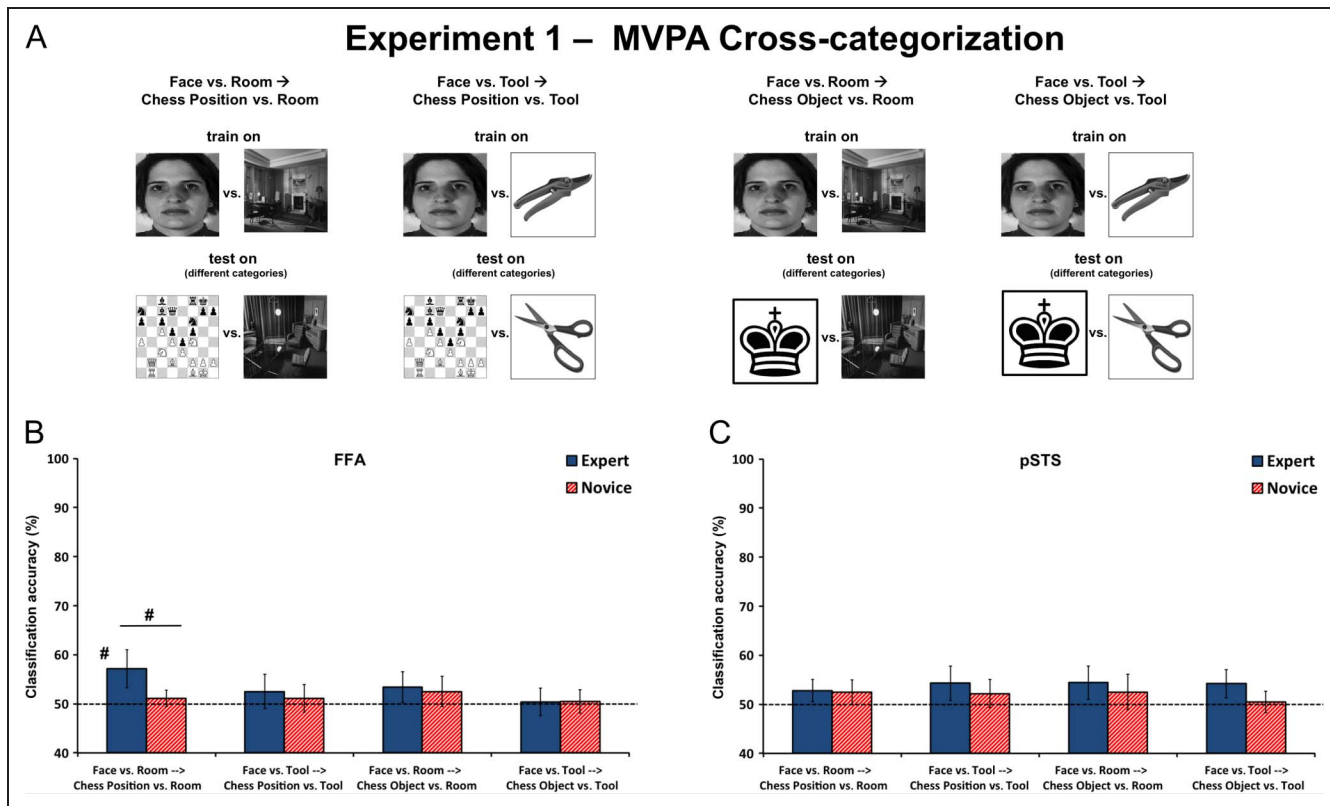 A
Experiment 1 – MVPA Cross-categorization
Face vs. Room →
Chess Position vs. Room
train on
vs.
test on
(different categories)
vs.
Face vs. Tool →
Chess Position vs. Tool
train on
vs.
test on
(different categories)
vs.
Face vs. Room →
Chess Object vs. Room
train on
vs.
test on
(different categories)
vs.
Face vs. Tool →
Chess Object vs. Tool
train on
vs.
test on
(different categories)
vs.
B
FFA
Expert
Novice
Classification accuracy (%)
100
90
80
70
60
50
40
#
#
Face vs. Room -->
Chess Position vs. Room
Face vs. Tool -->
Chess Position vs. Tool
Face vs. Room -->
Chess Object vs. Room
Face vs. Tool -->
Chess Object vs. Tool
C
pSTS
Expert
Novice
Classification accuracy (%)
100
90
80
70
60
50
40
Face vs. Room -->
Chess Position vs. Room
Face vs. Tool -->
Chess Position vs. Tool
Face vs. Room -->
Chess Object vs. Room
Face vs. Tool -->
Chess Object vs. Tool